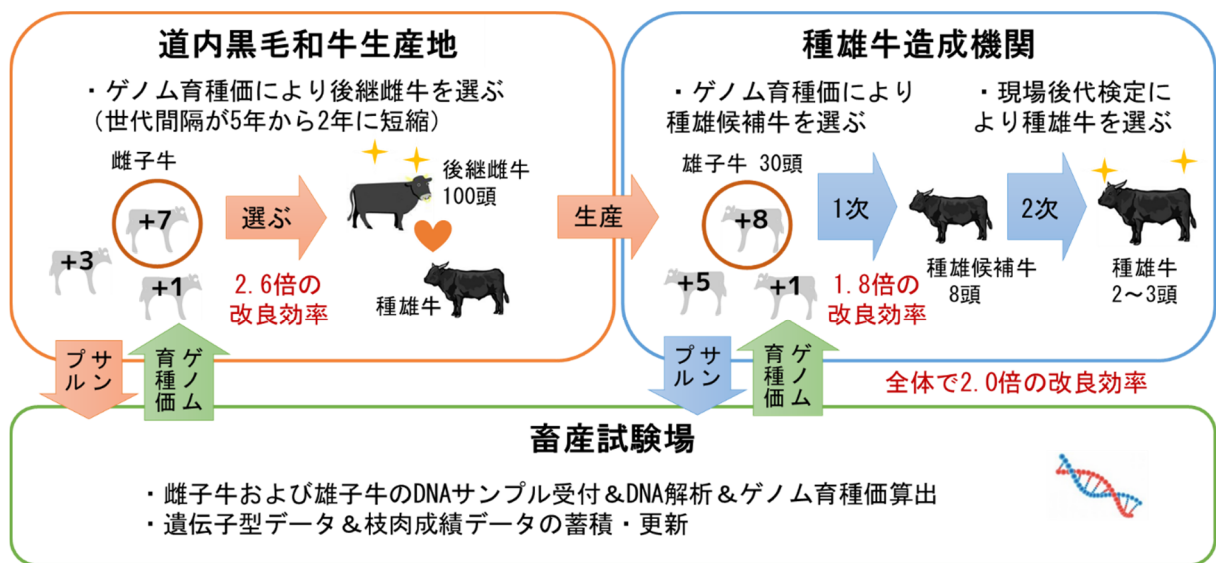 道内黒毛和牛生産地
・ゲノム育種価により後継雌牛を選ぶ
（世代間隔が5年から2年に短縮）
雌子牛
+7
+3
+1
選ぶ
2.6倍の
改良効率
後継雌牛
100頭
種雄牛
生産
種雄牛造成機関
・ゲノム育種価により
種雄候補牛を選ぶ
・現場後代検定に
より種雄牛を選ぶ
雄子牛 30頭
+8
+5
+1
1次
1.8倍の
改良効率
種雄候補牛
8頭
2次
種雄牛
2～3頭
サンプル
ゲノム育種価
サンプル
ゲノム育種価
全体で2.0倍の改良効率
畜産試験場
・雌子牛および雄子牛のDNAサンプル受付＆DNA解析＆ゲノム育種価算出
・遺伝子型データ＆枝肉成績データの蓄積・更新